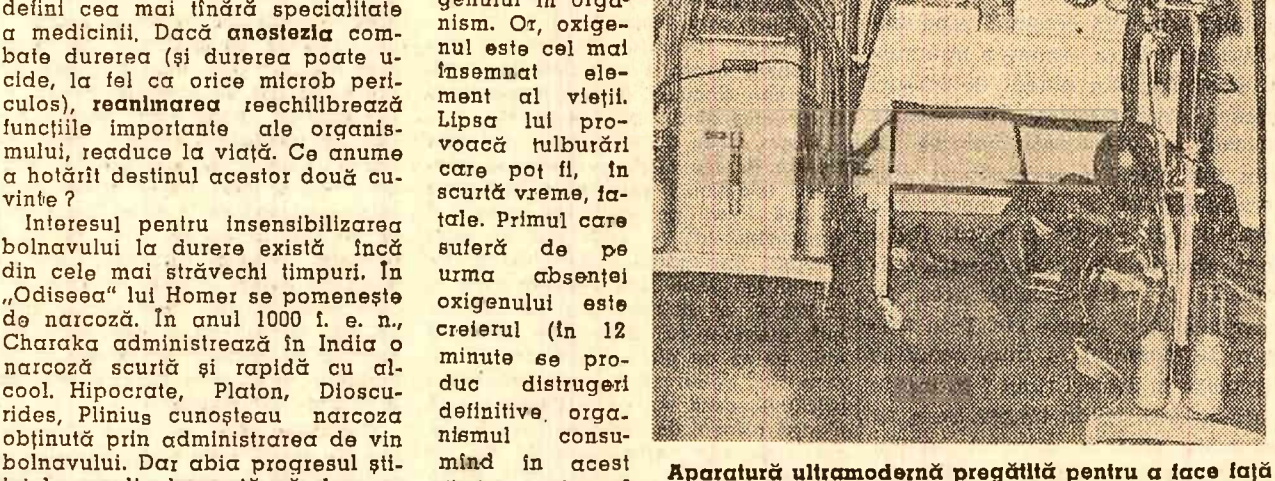 defini cea mai tînără specialitate
a medicinii. Dacă anestezia com-
bate durerea (și durerea poate u-
cide, la fel ca orice microb peri-
culos), reanimarea reechilibrează
funcțiile importante ale organis-
mului, readuce la viață. Ce anume
a hotărît destinul acestor două cu-
vinte ?
Interesul pentru insensibilizarea
bolnavului la durere există încă
din cele mai străvechi timpuri. În
„Odiseea“ lui Homer se pomenește
de narcoză. În anul 1000 î. e. n.,
Charaka administrează în India o
narcoză scurtă și rapidă cu al-
cool. Hipocrate, Platon, Dioscu-
rides, Plinius cunoșteau narcoza
obținută prin administrarea de vin
bolnavului. Dar abia progresul ști-
genului în orga-
nism. Or, oxige-
nul este cel mai
însemnat ele-
ment al vieții.
Lipsa lui pro-
voacă tulburări
care pot fi, în
scurtă vreme, fa-
tale. Primul care
suferă de pe
urma absenței
oxigenului este
creierul (în 12
minute se pro-
duc distrugeri
definitive, orga-
nismul consu-
mînd în acest
Aparatură ultramodernă pregătită pentru a face față